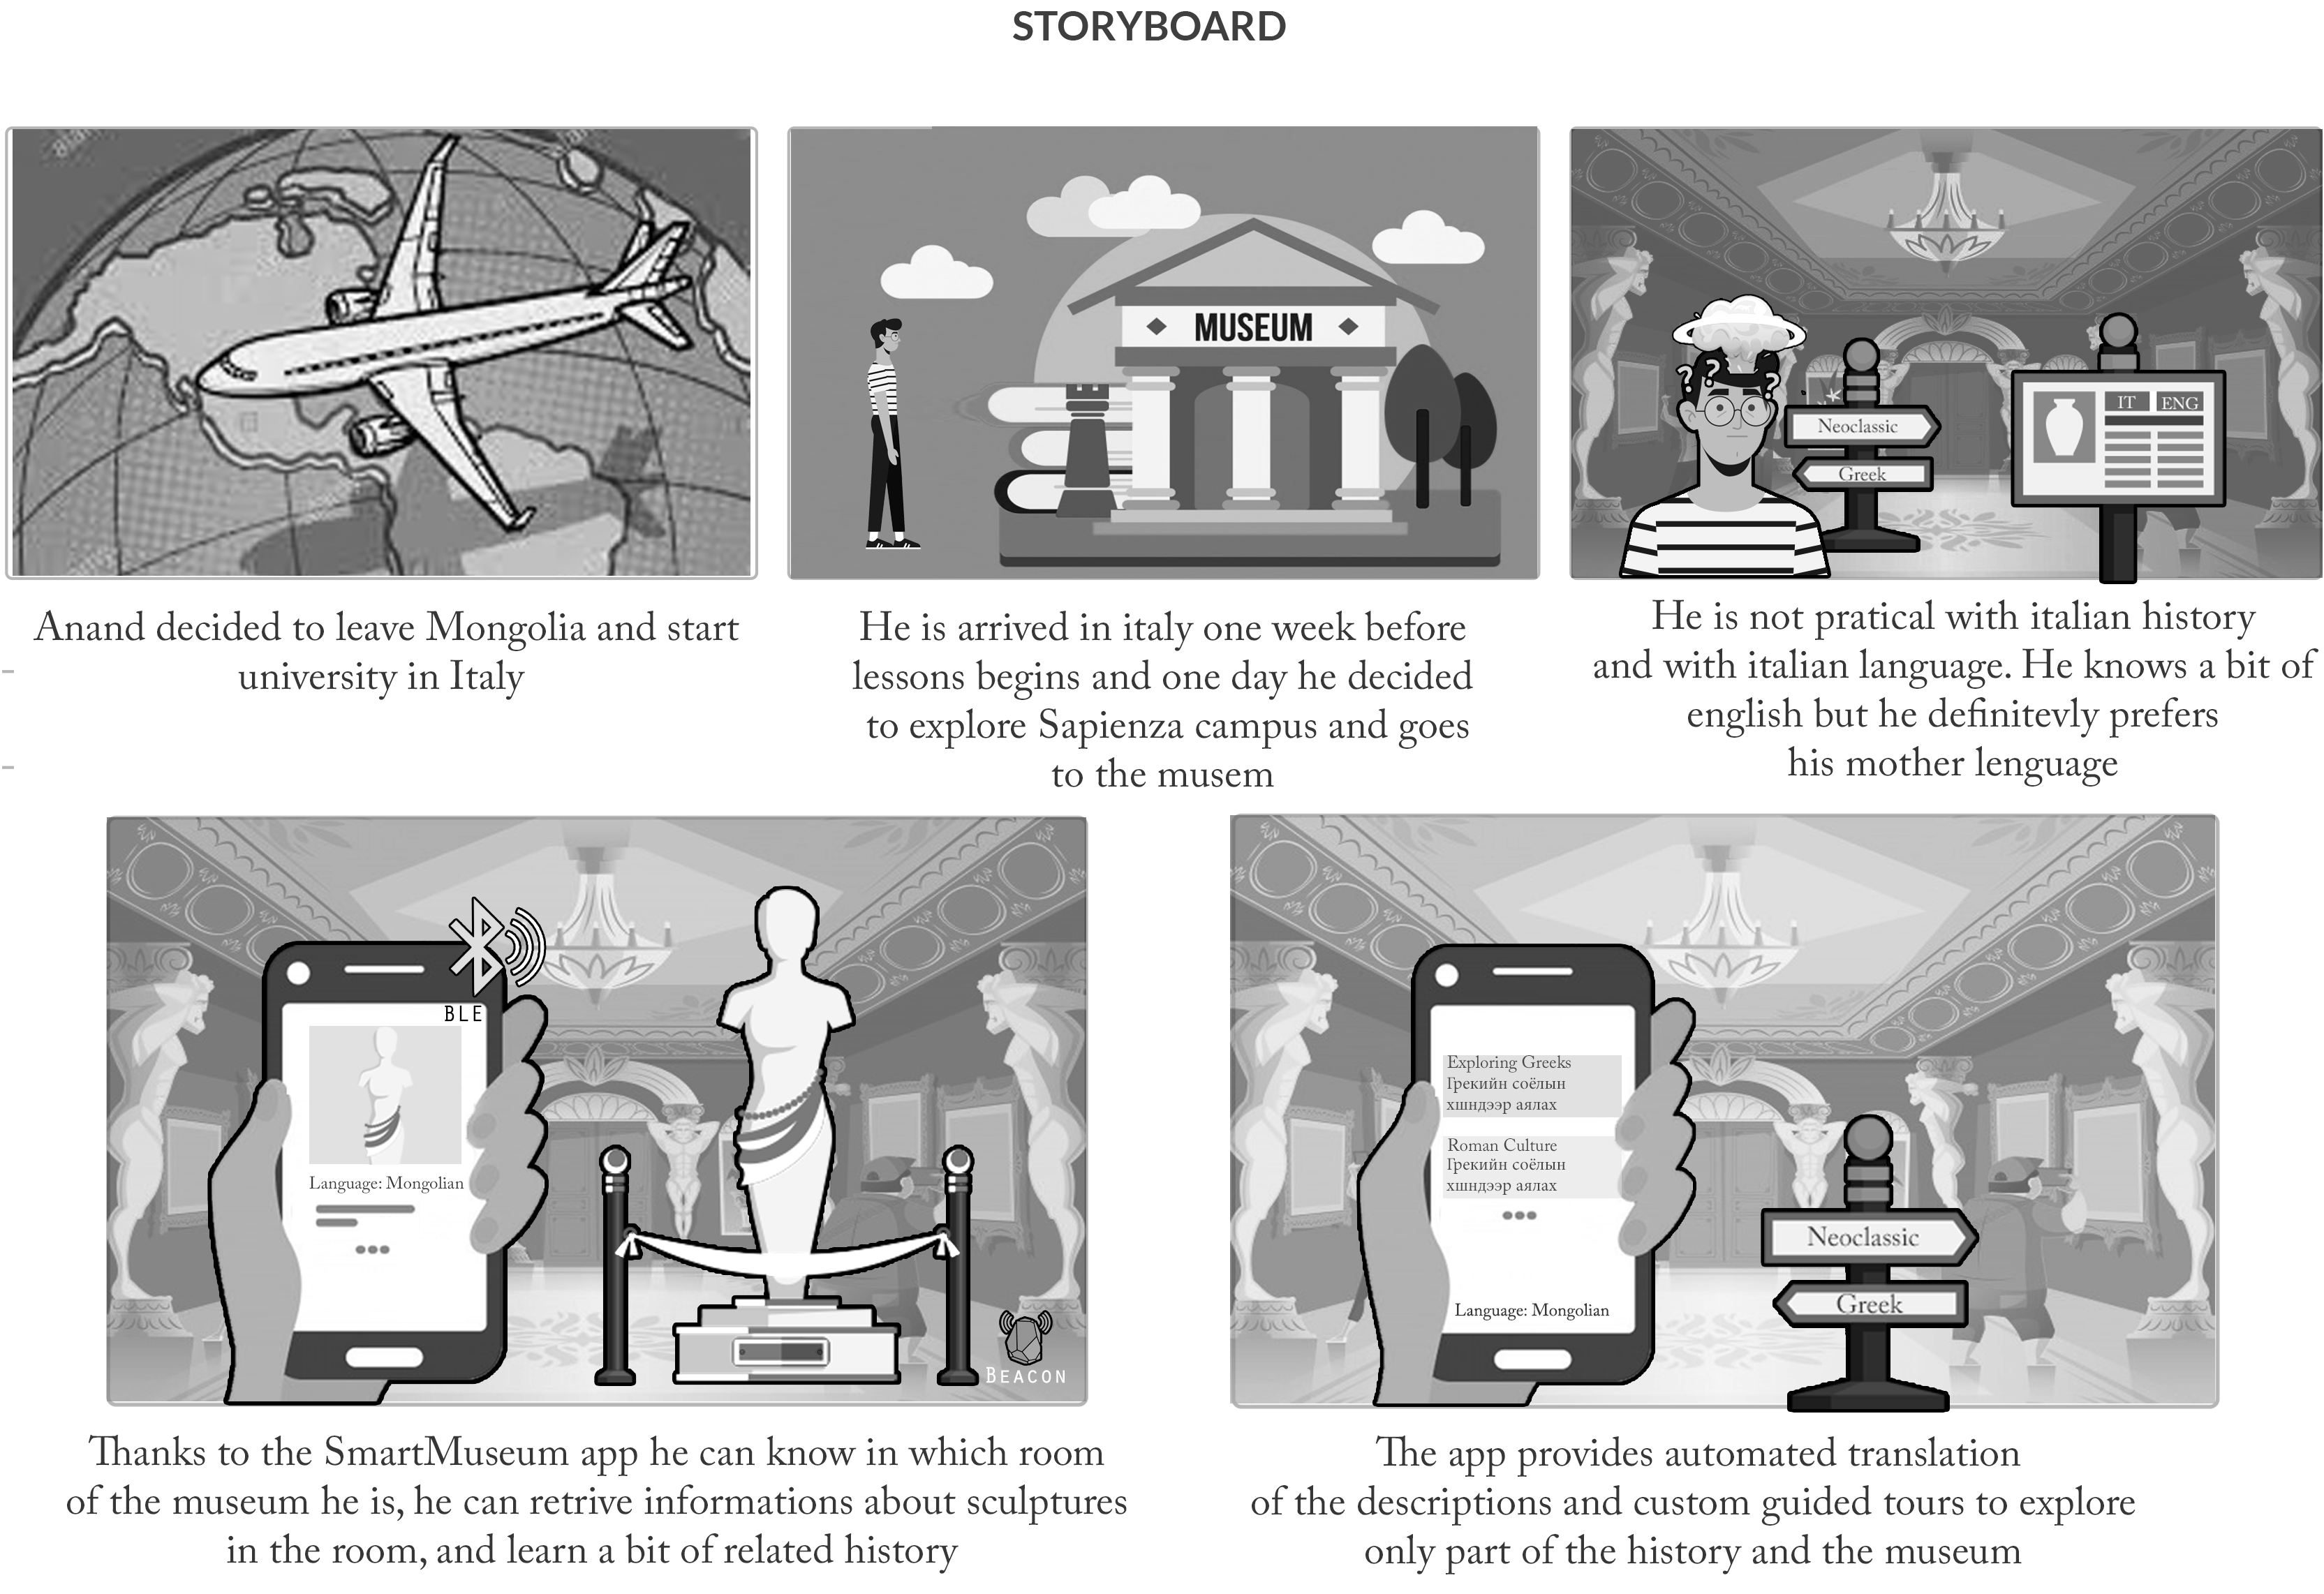 STORYBOARD
MUSEUM
Neoclassic
Greek
IT ENG
Anand decided to leave Mongolia and start
university in Italy
He is arrived in italy one week before
lessons begins and one day he decided
to explore Sapienza campus and goes
to the musem
He is not pratical with italian history
and with italian language. He knows a bit of
english but he definitevly prefers
his mother lenguage
BLE
Language: Mongolian
BEACON
Exploring Greeks
Грекийн соёлын
хшндээр аялах
Roman Culture
Грекийн соёлын
хшндээр аялах
Language: Mongolian
Neoclassic
Greek
Thanks to the SmartMuseum app he can know in which room
of the museum he is, he can retrive informations about sculptures
in the room, and learn a bit of related history
The app provides automated translation
of the descriptions and custom guided tours to explore
only part of the history and the museum